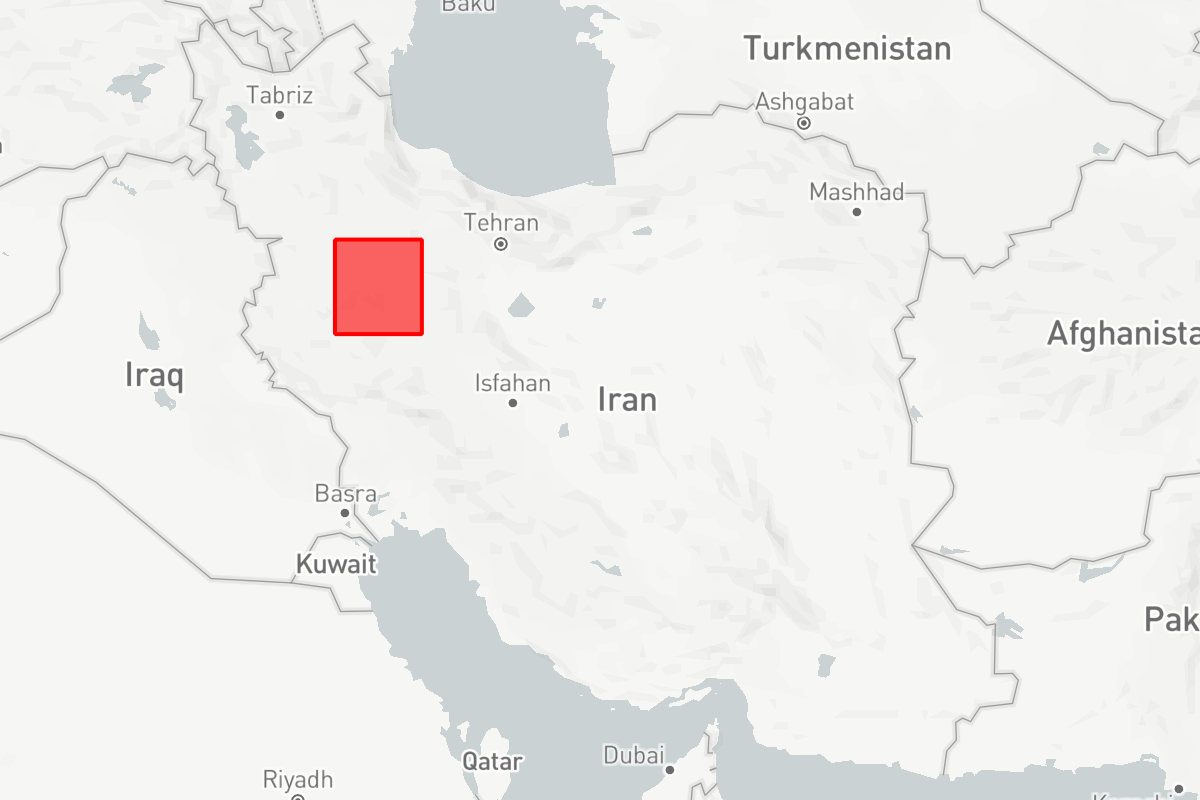 Baku
Turkmenistan
Tabriz
Ashgabat
Mashhad
Tehran
Afghanista
Iraq
Isfahan
Iran
Basra
Kuwait
Pak
Qatar
Dubai
Riyadh